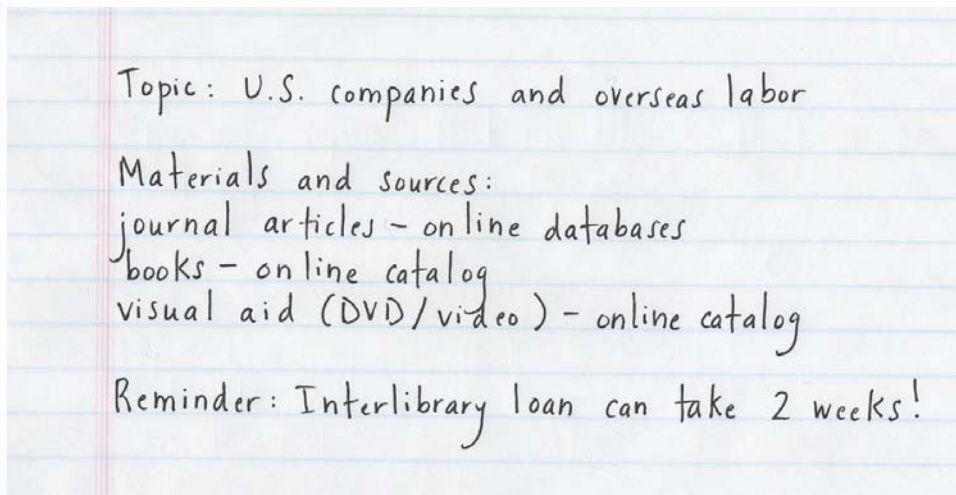 Topic: U.S. companies and overseas labor
Materials and sources:
journal articles – online databases
books – online catalog
visual aid (DVD/video) – online catalog
Reminder: Interlibrary loan can take 2 weeks!